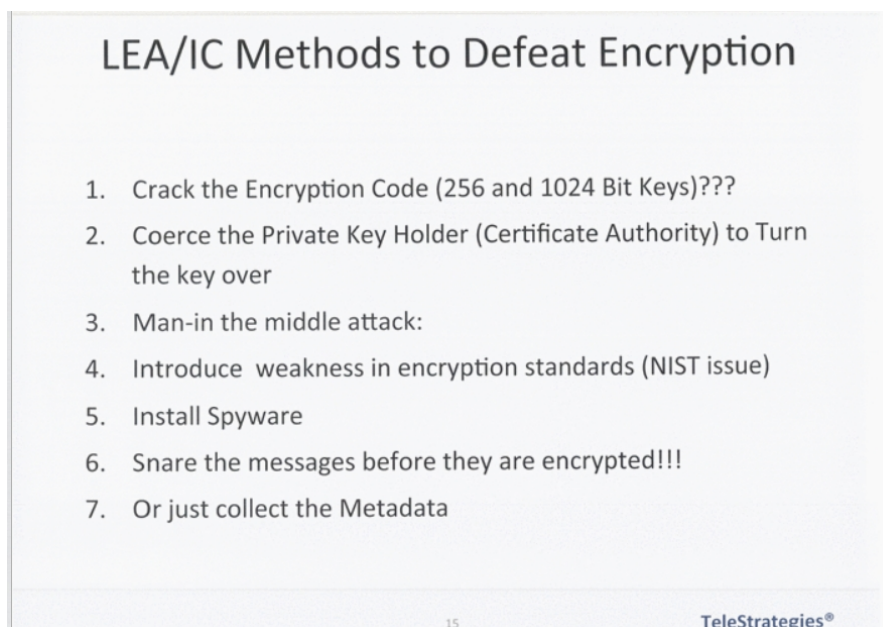 LEA/IC Methods to Defeat Encryption
1. Crack the Encryption Code (256 and 1024 Bit Keys)???
2. Coerce the Private Key Holder (Certificate Authority) to Turn
the key over
3. Man-in the middle attack:
4. Introduce weakness in encryption standards (NIST issue)
5. Install Spyware
6. Snare the messages before they are encrypted!!!
7. Or just collect the Metadata
15
TeleStrategies®